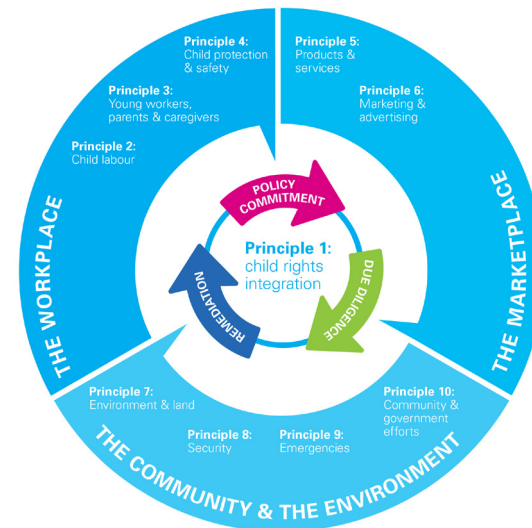 Principle 4:
Child protection
& safety
Principle 3:
Young workers,
parents & caregivers
Principle 2:
Child labour
THE WORKPLACE
Principle 5:
Products &
services
Principle 6:
Marketing &
advertising
THE MARKETPLACE
POLICY
COMMITMENT
DUE DILIGENCE
REMEDIATION
Principle 1:
child rights
integration
Principle 7:
Environment & land
Principle 8:
Security
Principle 9:
Emergencies
Principle 10:
Community &
government
efforts
THE COMMUNITY & THE ENVIRONMENT